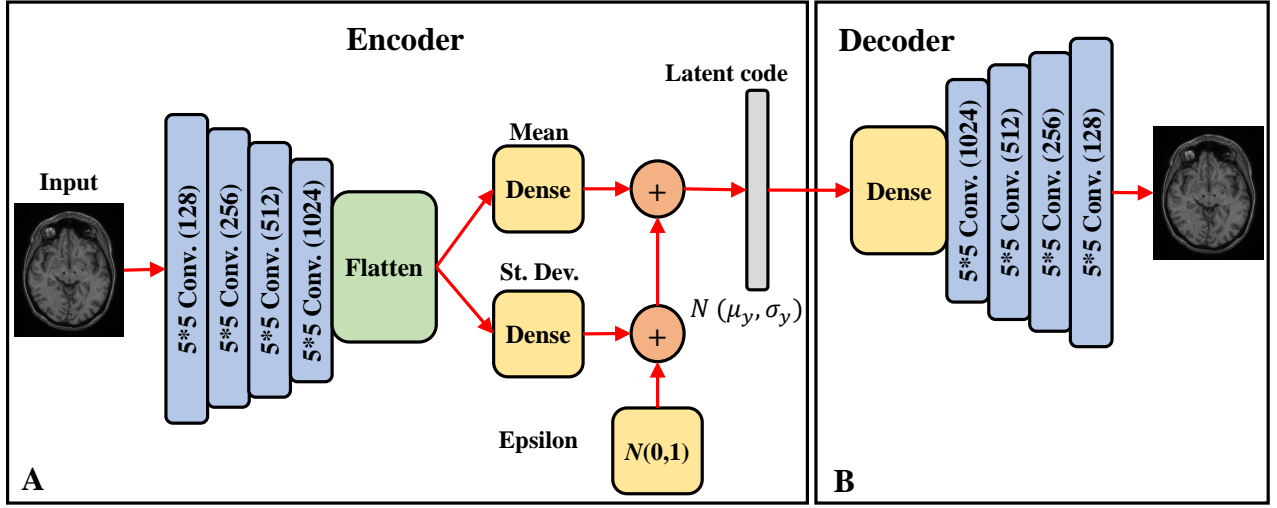 Encoder
Input
5*5 Conv. (128)
5*5 Conv. (256)
5*5 Conv. (512)
5*5 Conv. (1024)
Flatten
Mean
Dense
St. Dev.
Dense
+
+
Epsilon
N(0,1)
Latent code
N (μ_y, σ_y)
A
Decoder
Dense
5*5 Conv. (1024)
5*5 Conv. (512)
5*5 Conv. (256)
5*5 Conv. (128)
B